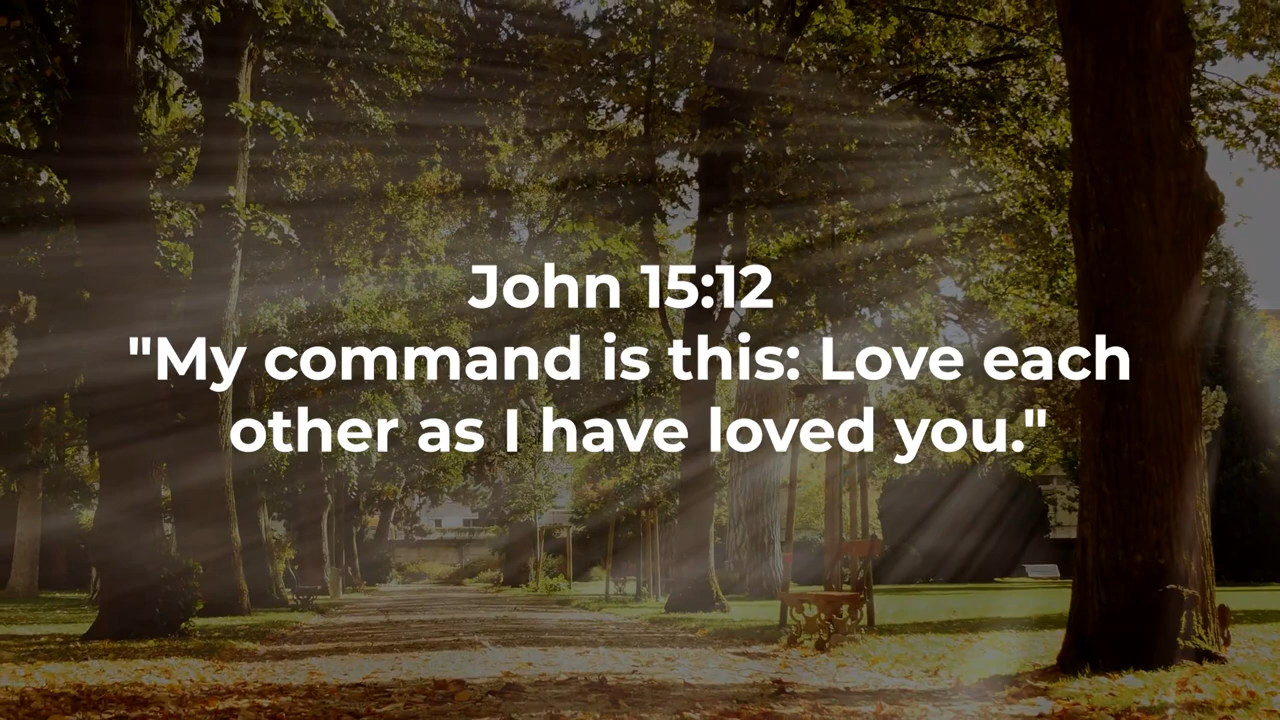 John 15:12
"My command is this: Love each
other as I have loved you."